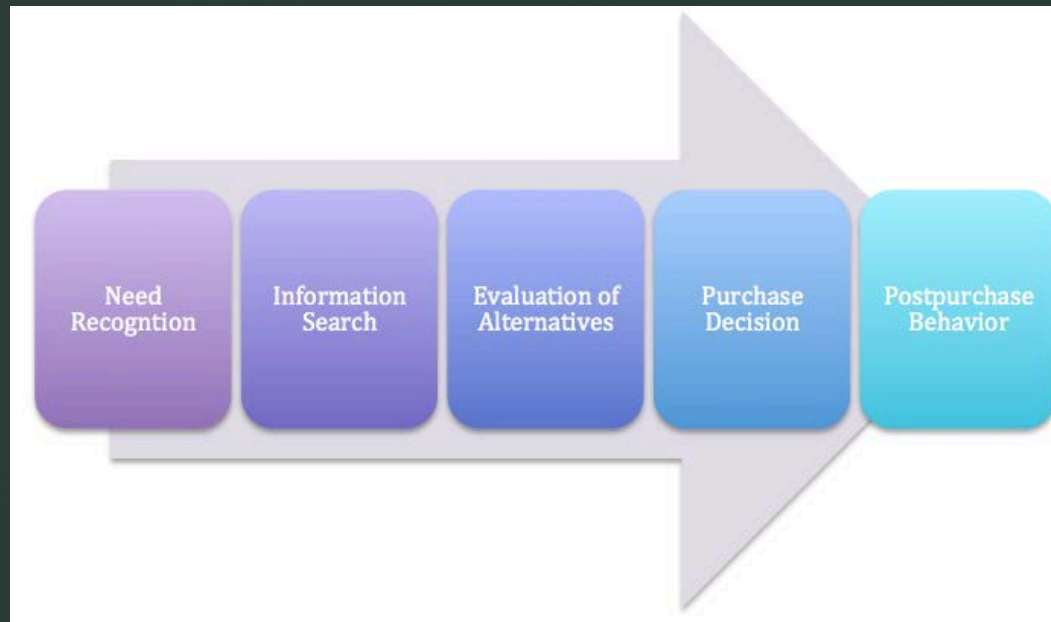 Need
Recogntion
Information
Search
Evaluation of
Alternatives
Purchase
Decision
Postpurchase
Behavior